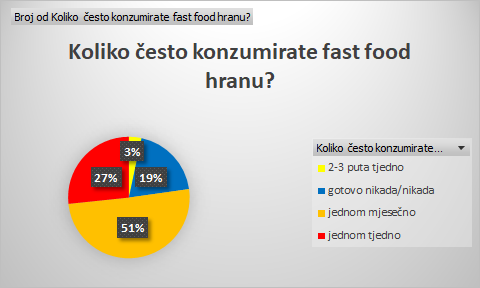 Broj od Koliko često konzumirate fast food hranu?
Koliko često konzumirate fast food
hranu?
3%
19%
27%
51%
Koliko često konzumirate...
2-3 puta tjedno
gotovo nikada/nikada
jednom mjesečno
jednom tjedno